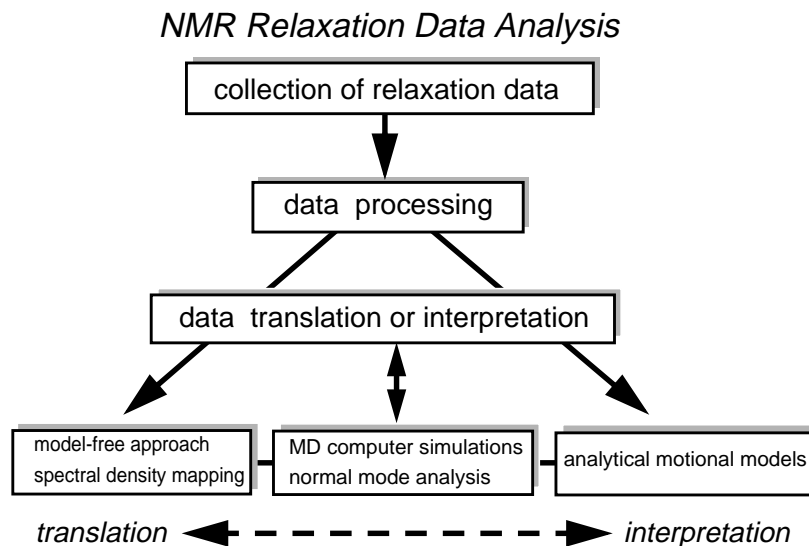 NMR Relaxation Data Analysis
collection of relaxation data
data processing
data translation or interpretation
model-free approach
spectral density mapping
MD computer simulations
normal mode analysis
analytical motional models
translation
interpretation